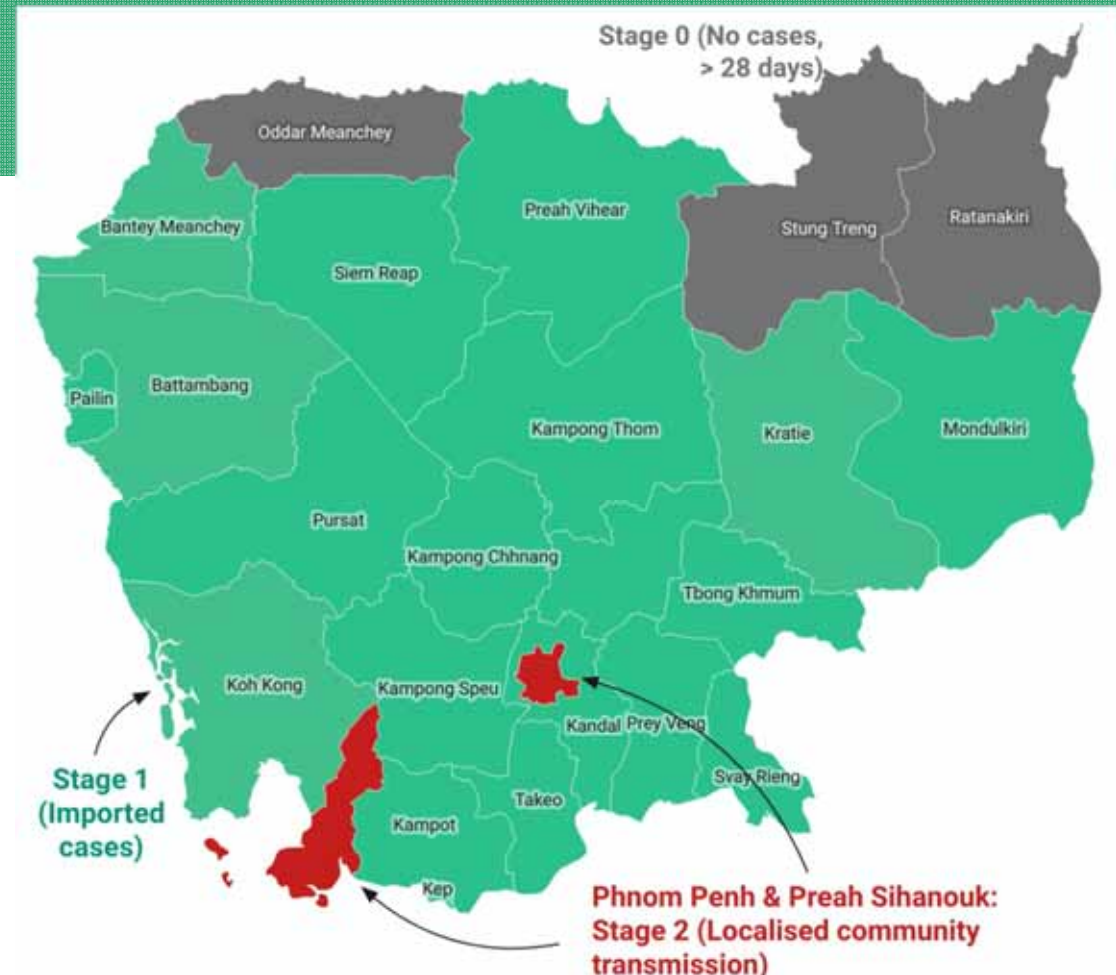 Stage 0 (No cases,
> 28 days)
Oddar Meanchey
Preah Vihear
Ratanakiri
Stung Treng
Bantey Meanchey
Siem Reap
Battambang
Pailin
Kampong Thom
Kratie
Mondulkiri
Pursat
Kampong Chhnang
Tbong Khmum
Koh Kong
Kampong Speu
Kandal
Prey Veng
Svay Rieng
Stage 1
(Imported
cases)
Takeo
Kampot
Kep
Phnom Penh & Preah Sihanouk:
Stage 2 (Localised community
transmission)